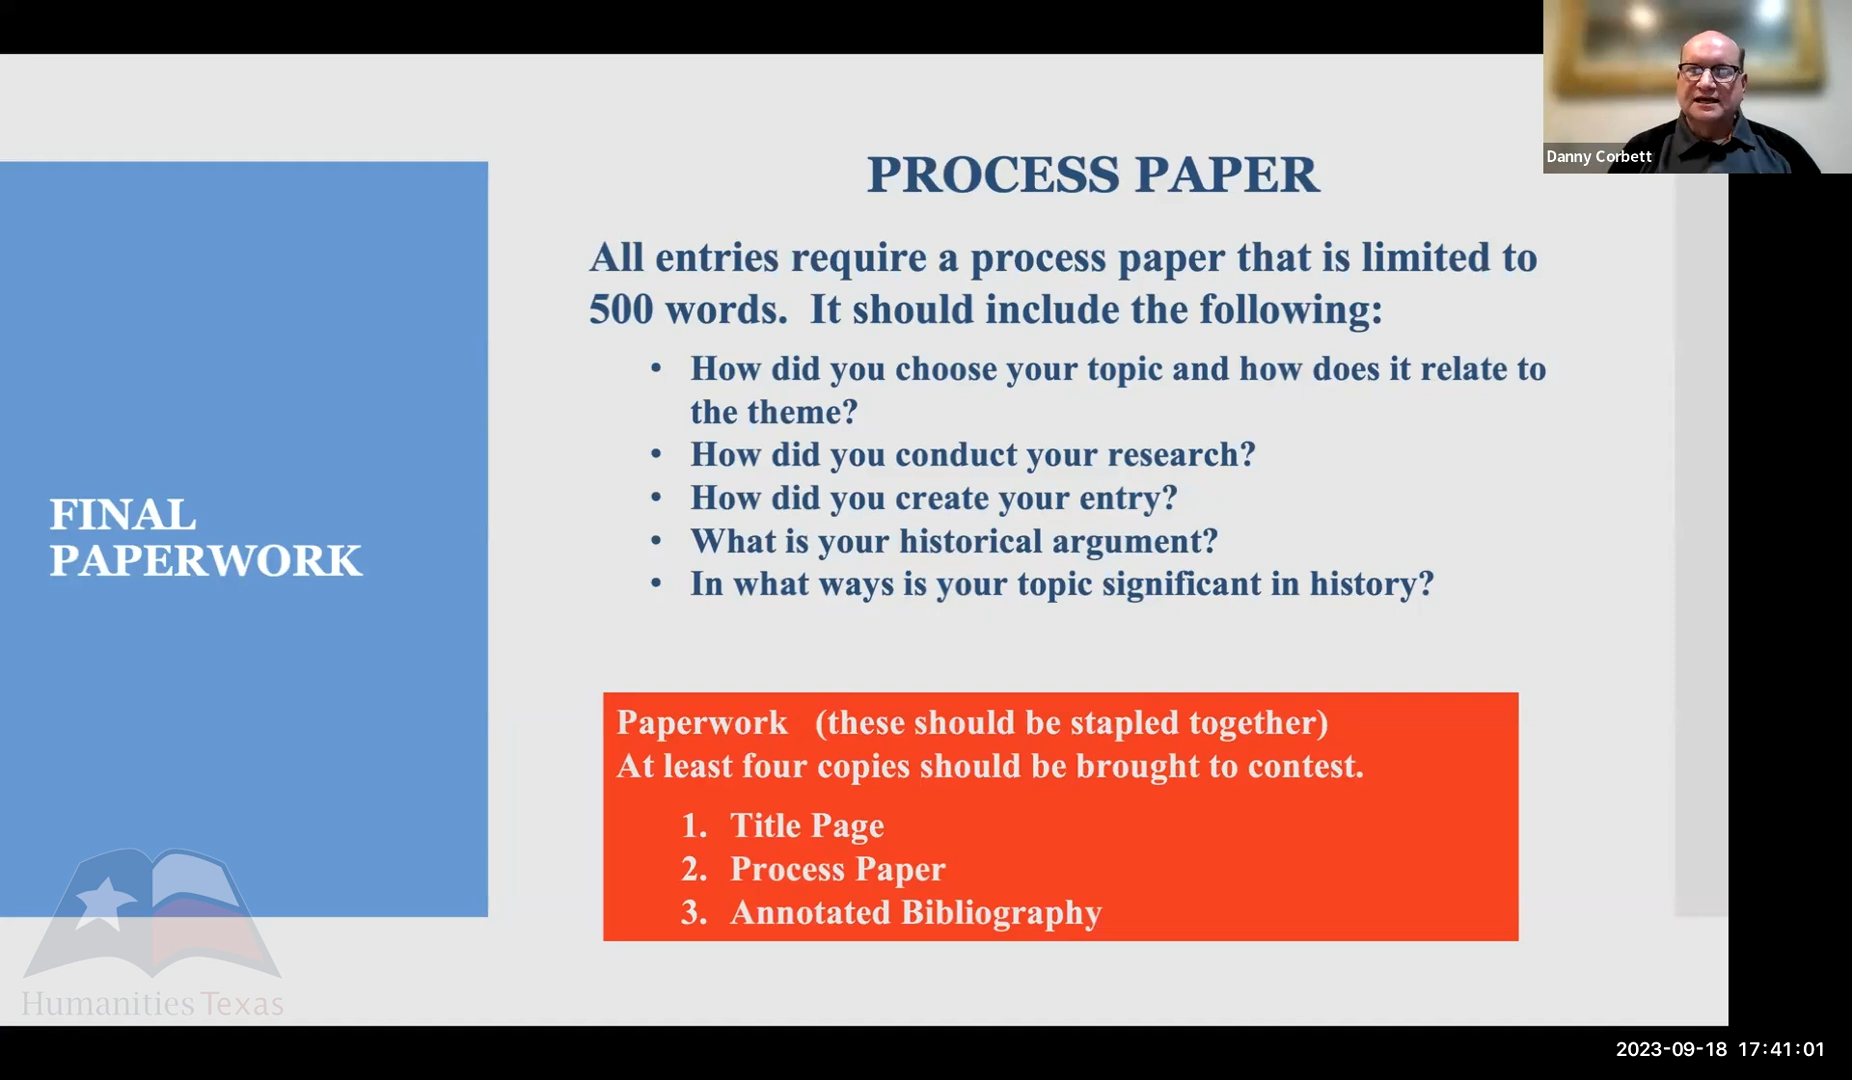 Danny Corbett
PROCESS PAPER
All entries require a process paper that is limited to
500 words.  It should include the following:
• How did you choose your topic and how does it relate to
the theme?
• How did you conduct your research?
• How did you create your entry?
• What is your historical argument?
• In what ways is your topic significant in history?
FINAL
PAPERWORK
Paperwork   (these should be stapled together)
At least four copies should be brought to contest.
1. Title Page
2. Process Paper
3. Annotated Bibliography
Humanities Texas
2023-09-18 17:41:01